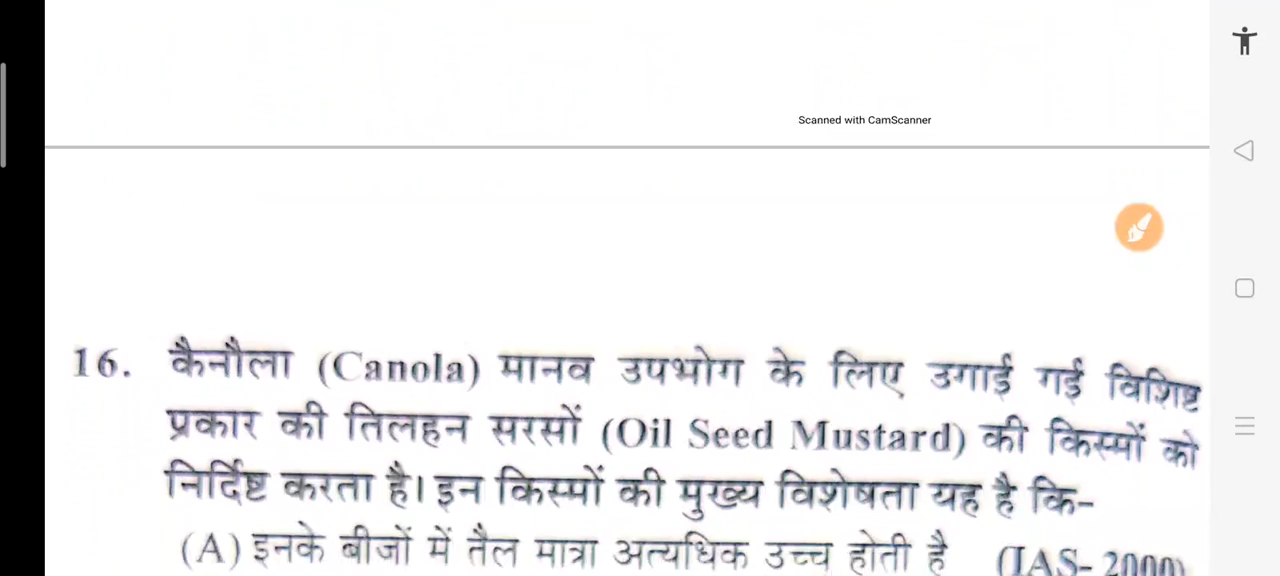 Scanned with CamScanner
16. कैनौला (Canola) मानव उपभोग के लिए उगाई गई विशिष्ट
प्रकार की तिलहन सरसों (Oil Seed Mustard) की किस्मों को
निर्दिष्ट करता है। इन किस्मों की मुख्य विशेषता यह है कि-
(A) इनके बीजों में तैल मात्रा अत्यधिक उच्च होती है (IAS- 2000)